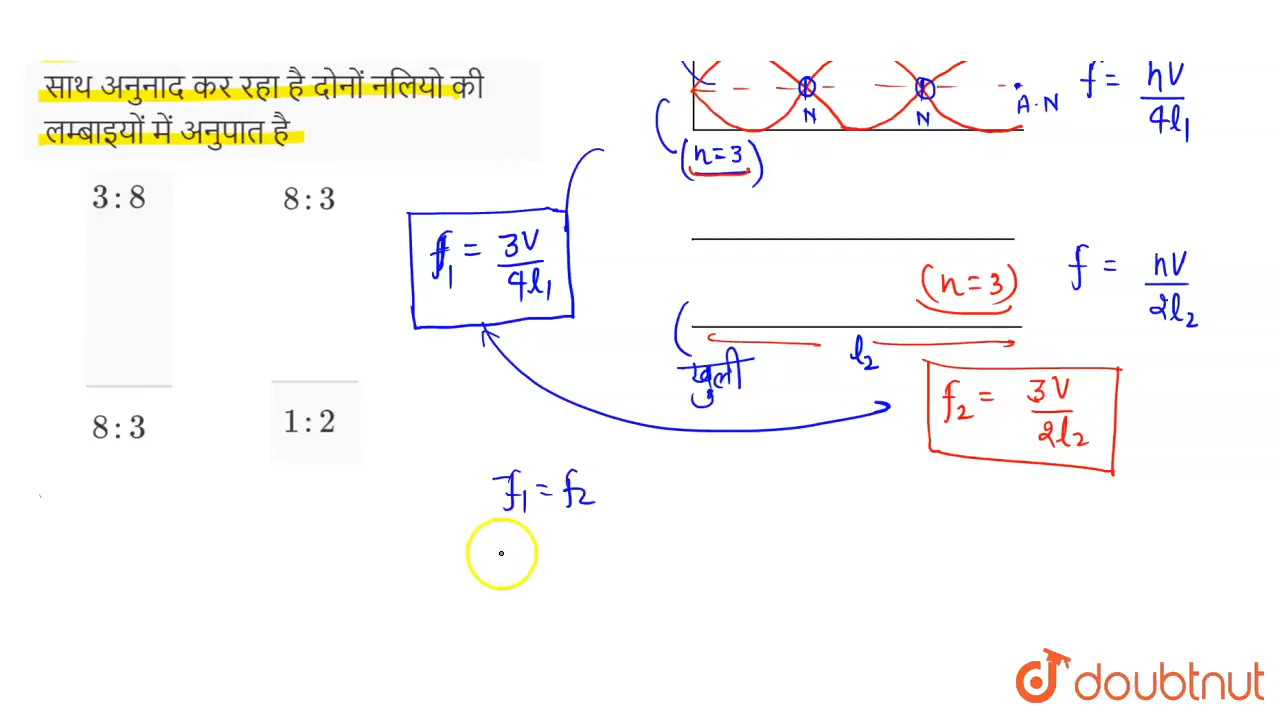 साथ अनुनाद कर रहा है दोनों नलियो की
लम्बाइयों में अनुपात है
3 : 8
8 : 3
8 : 3
1 : 2
N
N
A.N
(n=3)
f = nV/4l₁
f₁ = 3V/4l₁
(n=3)
f = nV/2l₂
l₂
खुली
f₂ = 3V/2l₂
f₁ = f₂
doubtnut